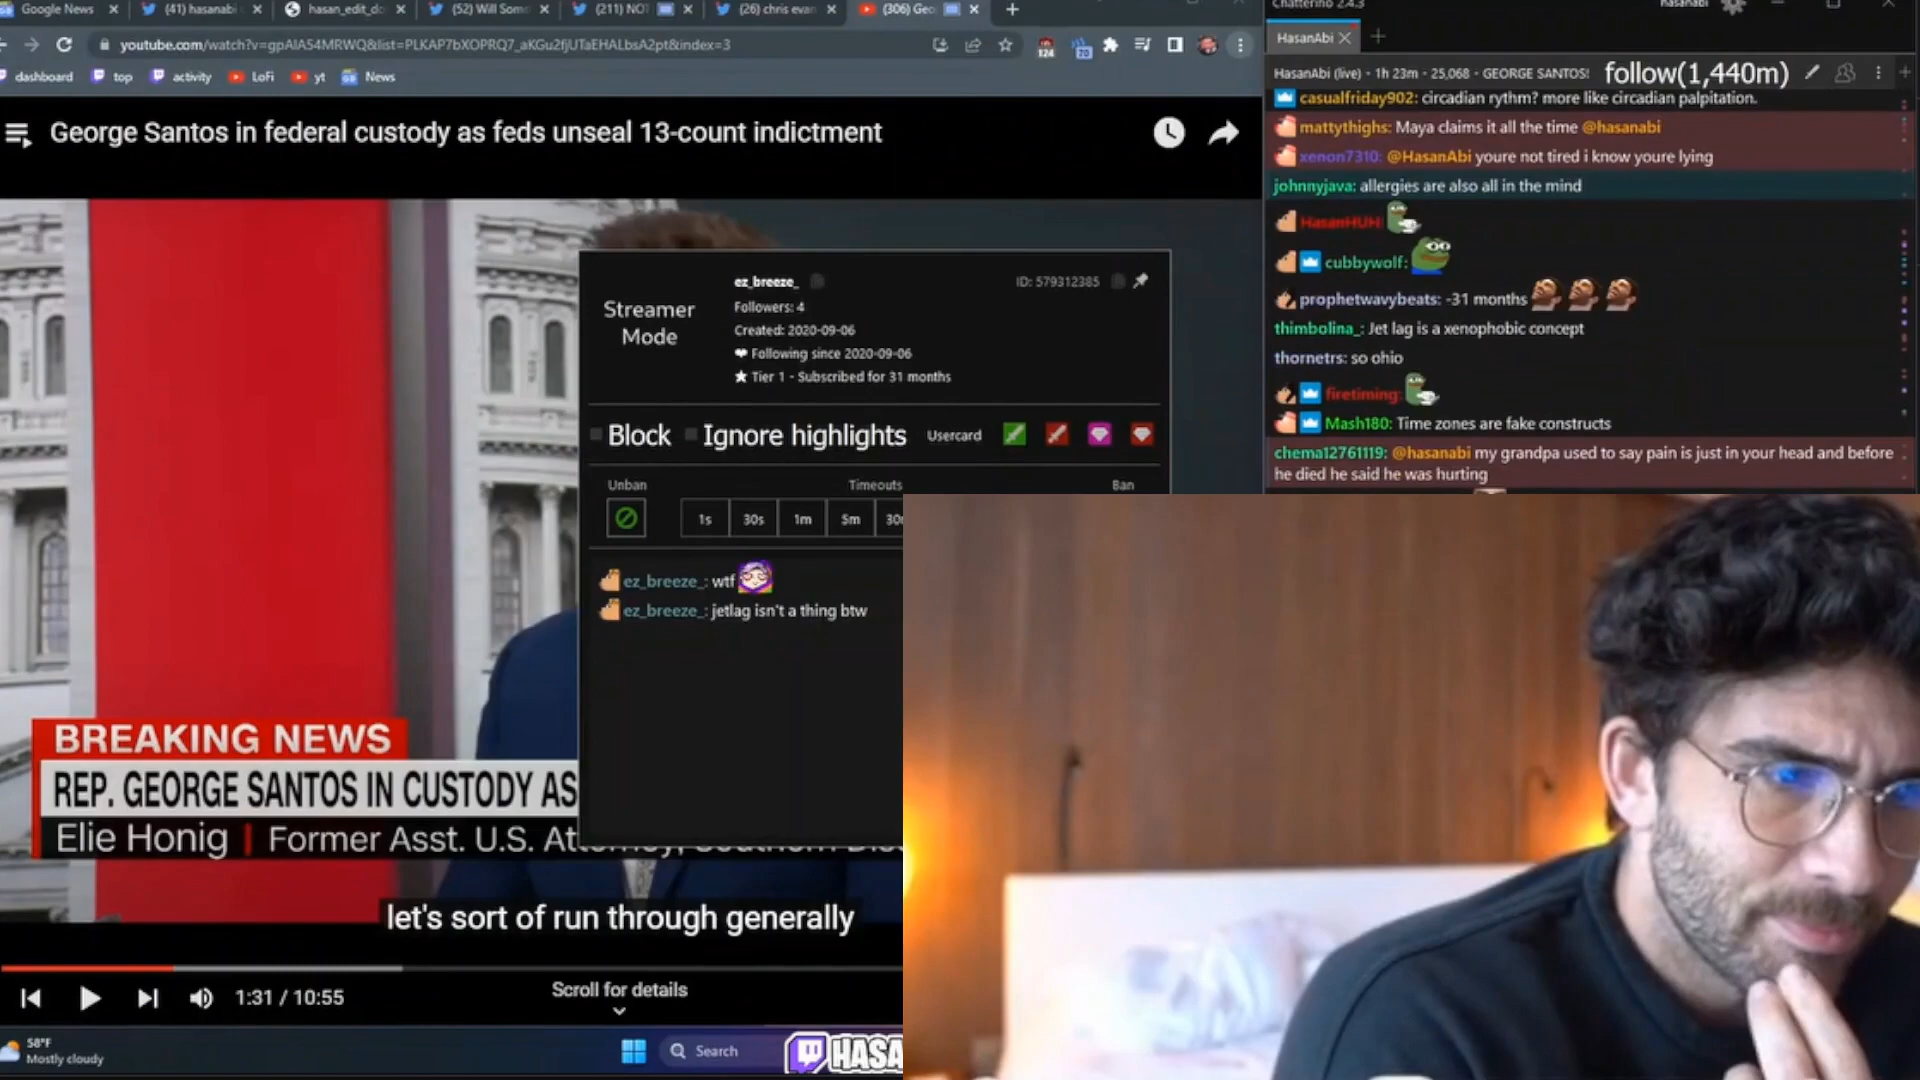 Google News
(41) hasanabi
hasan_edit_do
(52) Will Som
(211) NO
(26) chris evan
(306) Geo
youtube.com/watch?v=gpAIA54MRWQ&list=PLKAP7bXOPRQ7_aKGu2fjUTaEHALbsA2pt&index=3
124
70
dashboard
top
activity
LoFi
yt
News
George Santos in federal custody as feds unseal 13-count indictment
Streamer
Mode
ez_breeze_
ID: 579312385
Followers: 4
Created: 2020-09-06
Following since 2020-09-06
Tier 1 - Subscribed for 31 months
Block
Ignore highlights
Usercard
Unban
Timeouts
Ban
1s
30s
1m
5m
ez_breeze_: wtf
ez_breeze_: jetlag isn't a thing btw
BREAKING NEWS
REP. GEORGE SANTOS IN CUSTODY AS
Elie Honig | Former Asst. U.S. Attorney, Southern
let's sort of run through generally
1:31 / 10:55
Scroll for details
58°F
Mostly cloudy
Search
HASA
Chatterino 2.4.3
hasanabi
HasanAbi
HasanAbi (live) - 1h 23m - 25,068 - GEORGE SANTOS!
follow(1,440m)
casualfriday902: circadian rythm? more like circadian palpitation.
mattythighs: Maya claims it all the time @hasanabi
xenon7310: @HasanAbi youre not tired i know youre lying
johnnyjava: allergies are also all in the mind
HasanHUH:
cubbywolf:
prophetwavybeats: -31 months
thimbolina_: Jet lag is a xenophobic concept
thornetrs: so ohio
firetiming:
Mash180: Time zones are fake constructs
chema12761119: @hasanabi my grandpa used to say pain is just in your head and before
he died he said he was hurting